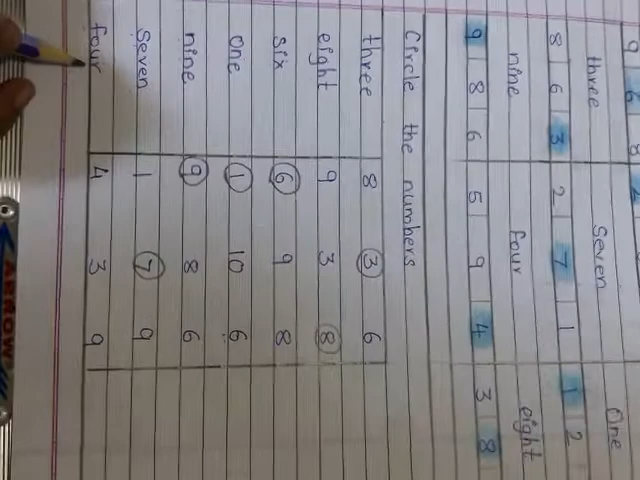 three Seven One
8 6 3 2 7 1 1 2
nine four eight
9 8 6 5 9 4 3 8
Circle the numbers
three 8 3 6
eight 9 3 8
Six 6 9 8
One 1 10 6
nine 9 8 6
Seven 1 7 9
four 4 3 9
ARROW